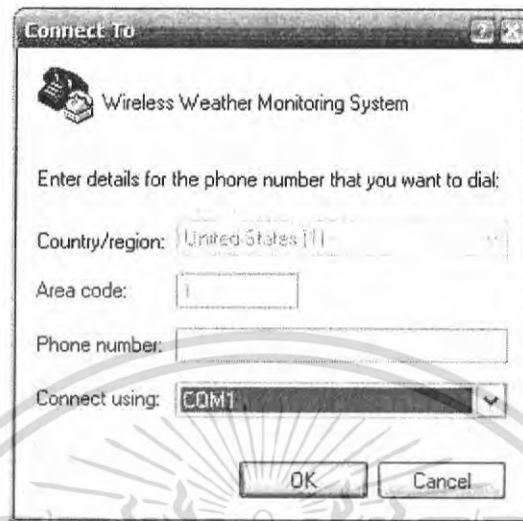 Connect To
Wireless Weather Monitoring System
Enter details for the phone number that you want to dial:
Country/region: United States (1)
Area code: 1
Phone number:
Connect using: COM1
OK Cancel